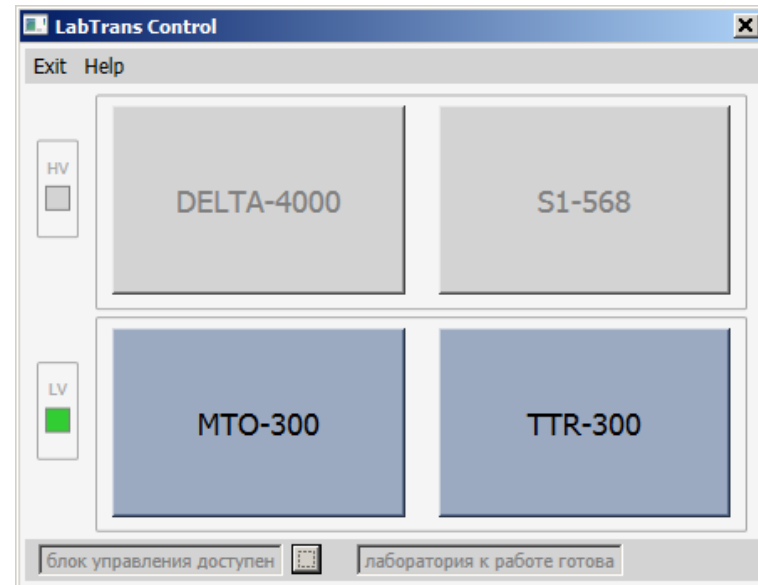 LabTrans Control
Exit Help
HV
DELTA-4000
S1-568
LV
MTO-300
TTR-300
блок управления доступен
лаборатория к работе готова